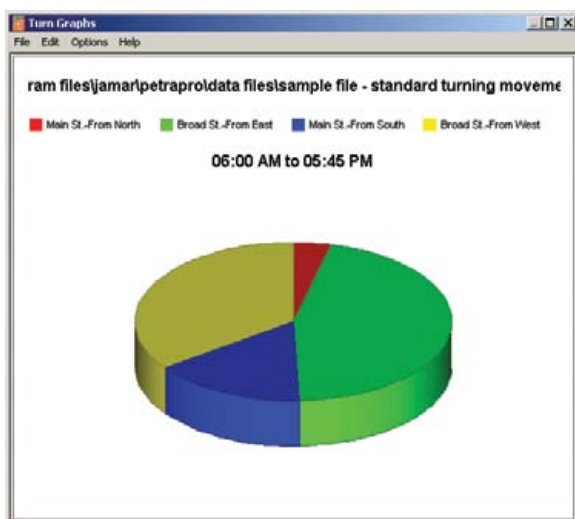 Turn Graphs
File Edit Options Help
ram files\jamar\petrapro\data files\sample file - standard turning moveme
Main St.-From North Broad St.-From East Main St.-From South Broad St.-From West
06:00 AM to 05:45 PM